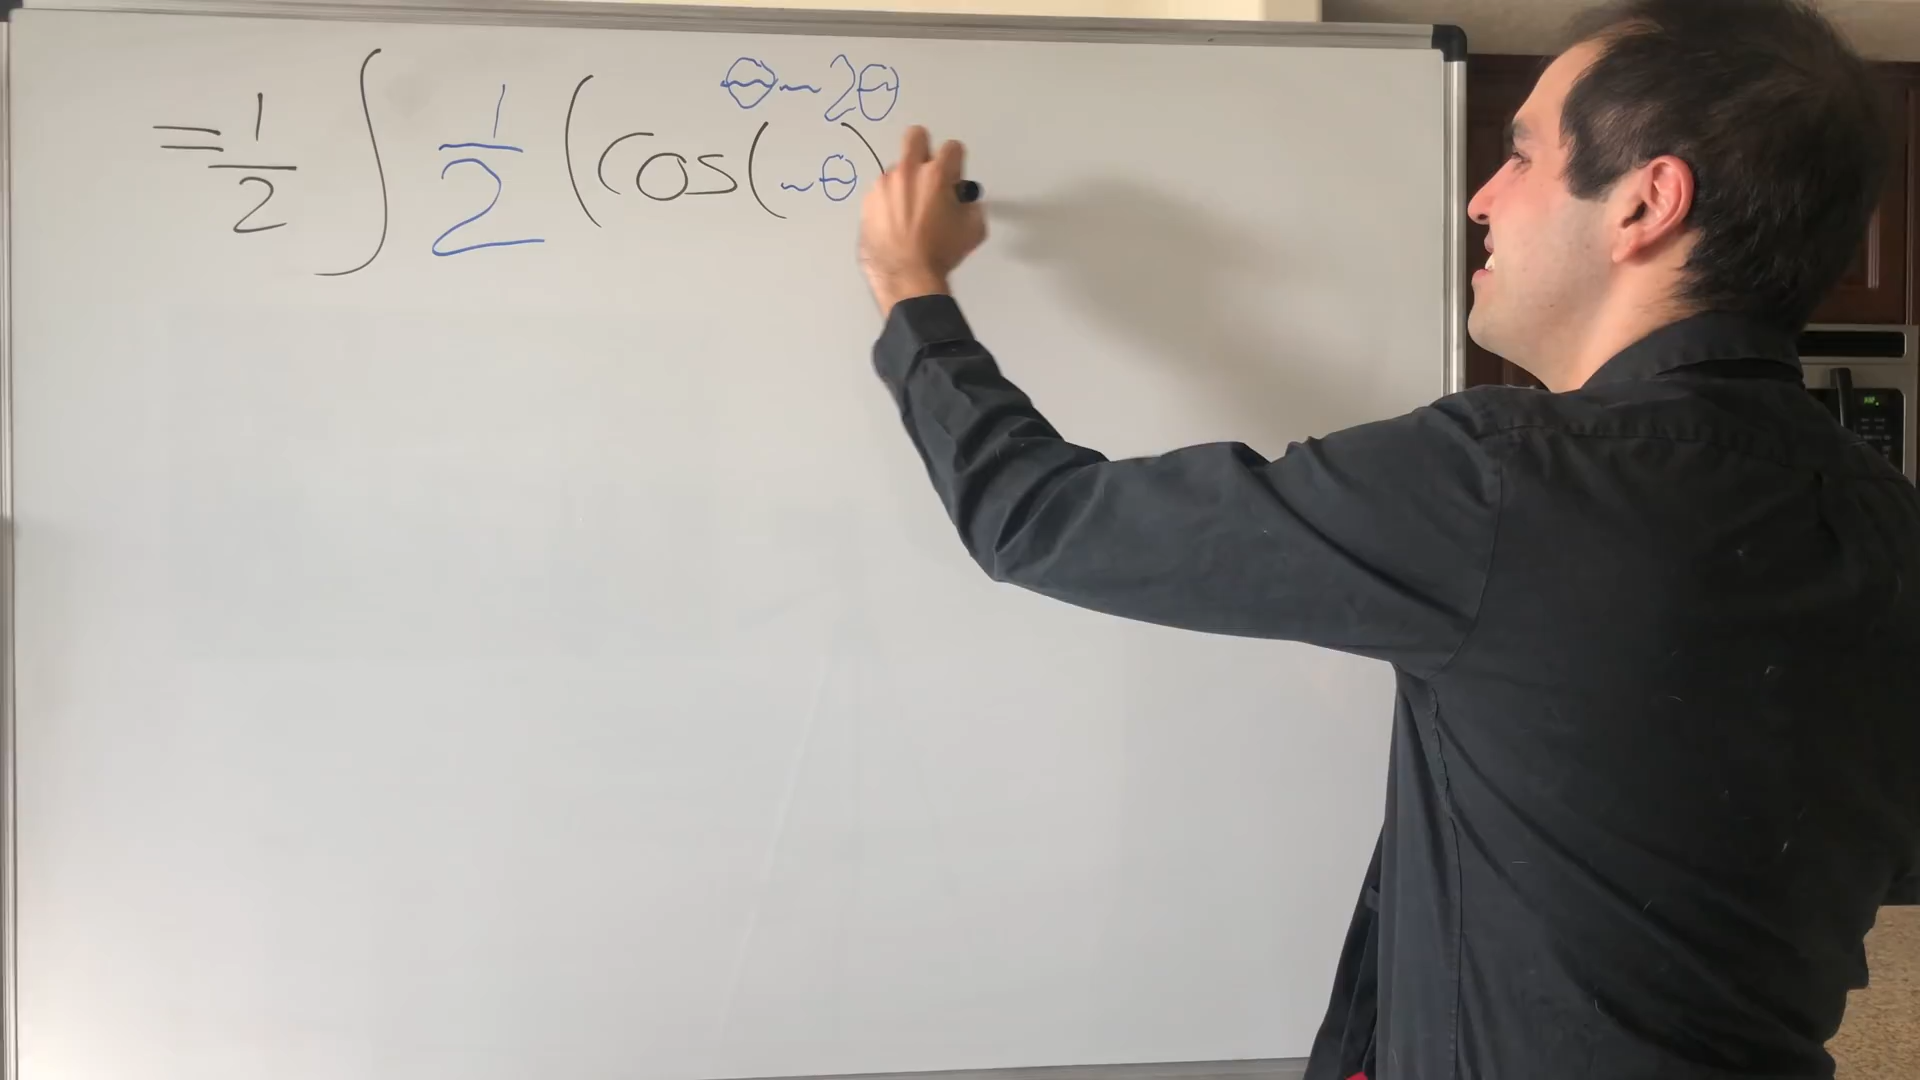 θ-2θ
=1/2 ∫ 1/2 (cos(-θ)